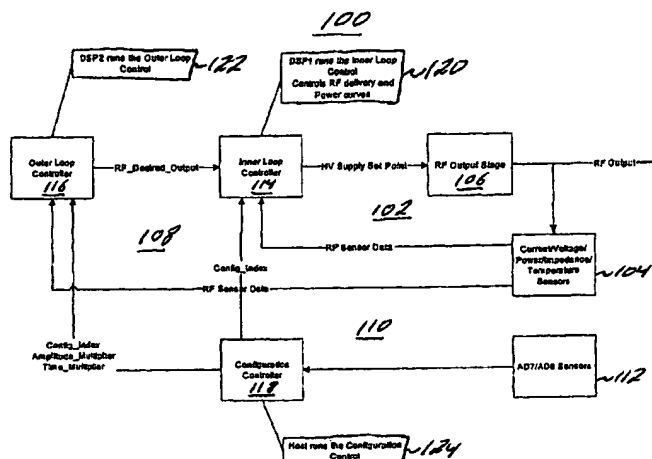 100
DSP2 runs the Outer Loop
Control
122
DSP1 runs the Inner Loop
Control
Controls RF delivery and
Power curves
120
Outer Loop
Controller
116
RF_Desired_Output
Inner Loop
Controller
114
HV Supply Set Point
RF Output Stage
106
RF Output
102
108
RF Sensor Data
Current/Voltage/
Power/Impedance/
Temperature
Sensors
104
Config_Index
RF Sensor Data
110
Config_Index
Amplitude_Multiplier
Time_Multiplier
Configuration
Controller
118
AD7/AD8 Sensors
112
Host runs the Configuration
Control
124